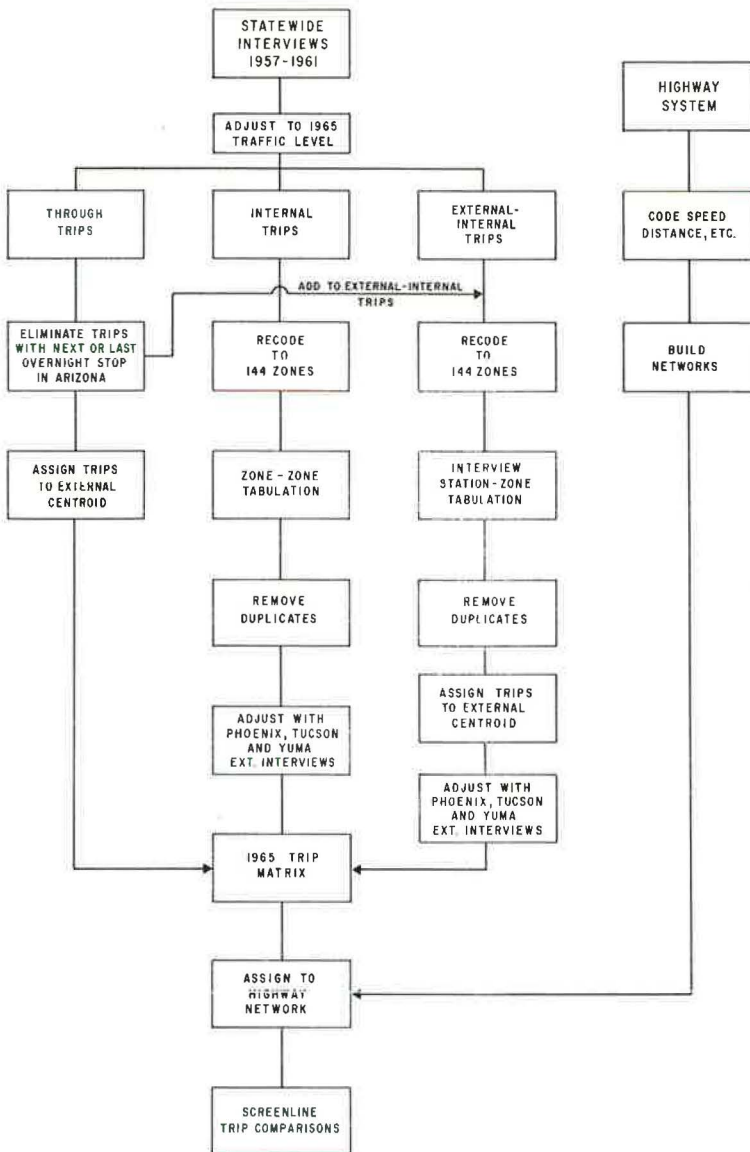 STATEWIDE
INTERVIEWS
1957-1961
HIGHWAY
SYSTEM
ADJUST TO 1965
TRAFFIC LEVEL
THROUGH
TRIPS
INTERNAL
TRIPS
EXTERNAL-
INTERNAL
TRIPS
CODE SPEED
DISTANCE, ETC.
ADD TO EXTERNAL-INTERNAL
TRIPS
ELIMINATE TRIPS
WITH NEXT OR LAST
OVERNIGHT STOP
IN ARIZONA
RECODE
TO
144 ZONES
RECODE
TO
144 ZONES
BUILD
NETWORKS
ASSIGN TRIPS
TO EXTERNAL
CENTROID
ZONE-ZONE
TABULATION
INTERVIEW
STATION-ZONE
TABULATION
REMOVE
DUPLICATES
REMOVE
DUPLICATES
ASSIGN TRIPS
TO EXTERNAL
CENTROID
ADJUST WITH
PHOENIX, TUCSON
AND YUMA
EXT. INTERVIEWS
ADJUST WITH
PHOENIX, TUCSON
AND YUMA
EXT. INTERVIEWS
1965 TRIP
MATRIX
ASSIGN TO
HIGHWAY
NETWORK
SCREENLINE
TRIP COMPARISONS